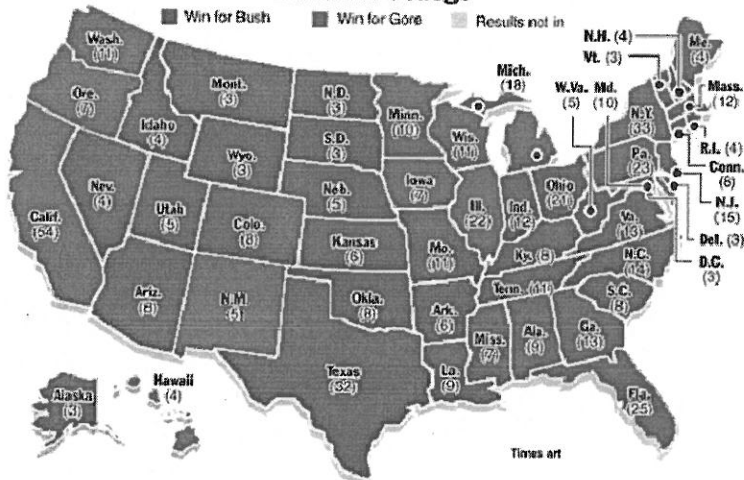 Win for Bush
Win for Gore
Results not in
Wash.
(11)
Ore.
(7)
Calif.
(54)
Nev.
(4)
Idaho
(4)
Mont.
(3)
Wyo.
(3)
Utah
(5)
Colo.
(8)
Ariz.
(8)
N.M.
(5)
N.D.
(3)
S.D.
(3)
Neb.
(5)
Kansas
(6)
Okla.
(8)
Texas
(32)
Minn.
(10)
Iowa
(7)
Mo.
(11)
Ark.
(6)
La.
(9)
Wis.
(11)
Ill.
(22)
Mich.
(18)
Ind.
(12)
Ohio
(21)
Ky. (8)
Tenn. (11)
Miss.
(7)
Ala.
(9)
Ga.
(13)
Fla.
(25)
S.C.
(8)
N.C.
(14)
Va.
(13)
W.Va.
(5)
Md.
(10)
Pa.
(23)
N.Y.
(33)
Vt. (3)
N.H. (4)
Me.
(4)
Mass.
(12)
R.I. (4)
Conn.
(8)
N.J.
(15)
Del. (3)
D.C.
(3)
Alaska
(3)
Hawaii
(4)
Times art